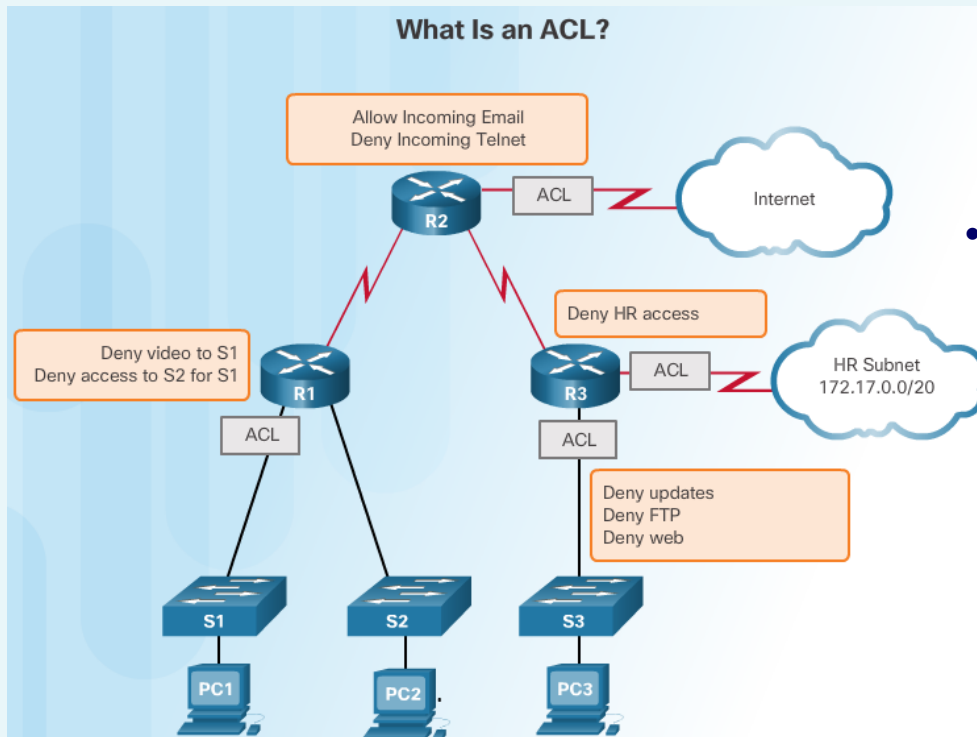 What Is an ACL?
Allow Incoming Email
Deny Incoming Telnet
ACL
Internet
R2
Deny HR access
Deny video to S1
Deny access to S2 for S1
R1
R3
ACL
HR Subnet
172.17.0.0/20
ACL
ACL
Deny updates
Deny FTP
Deny web
S1
S2
S3
PC1
PC2
PC3